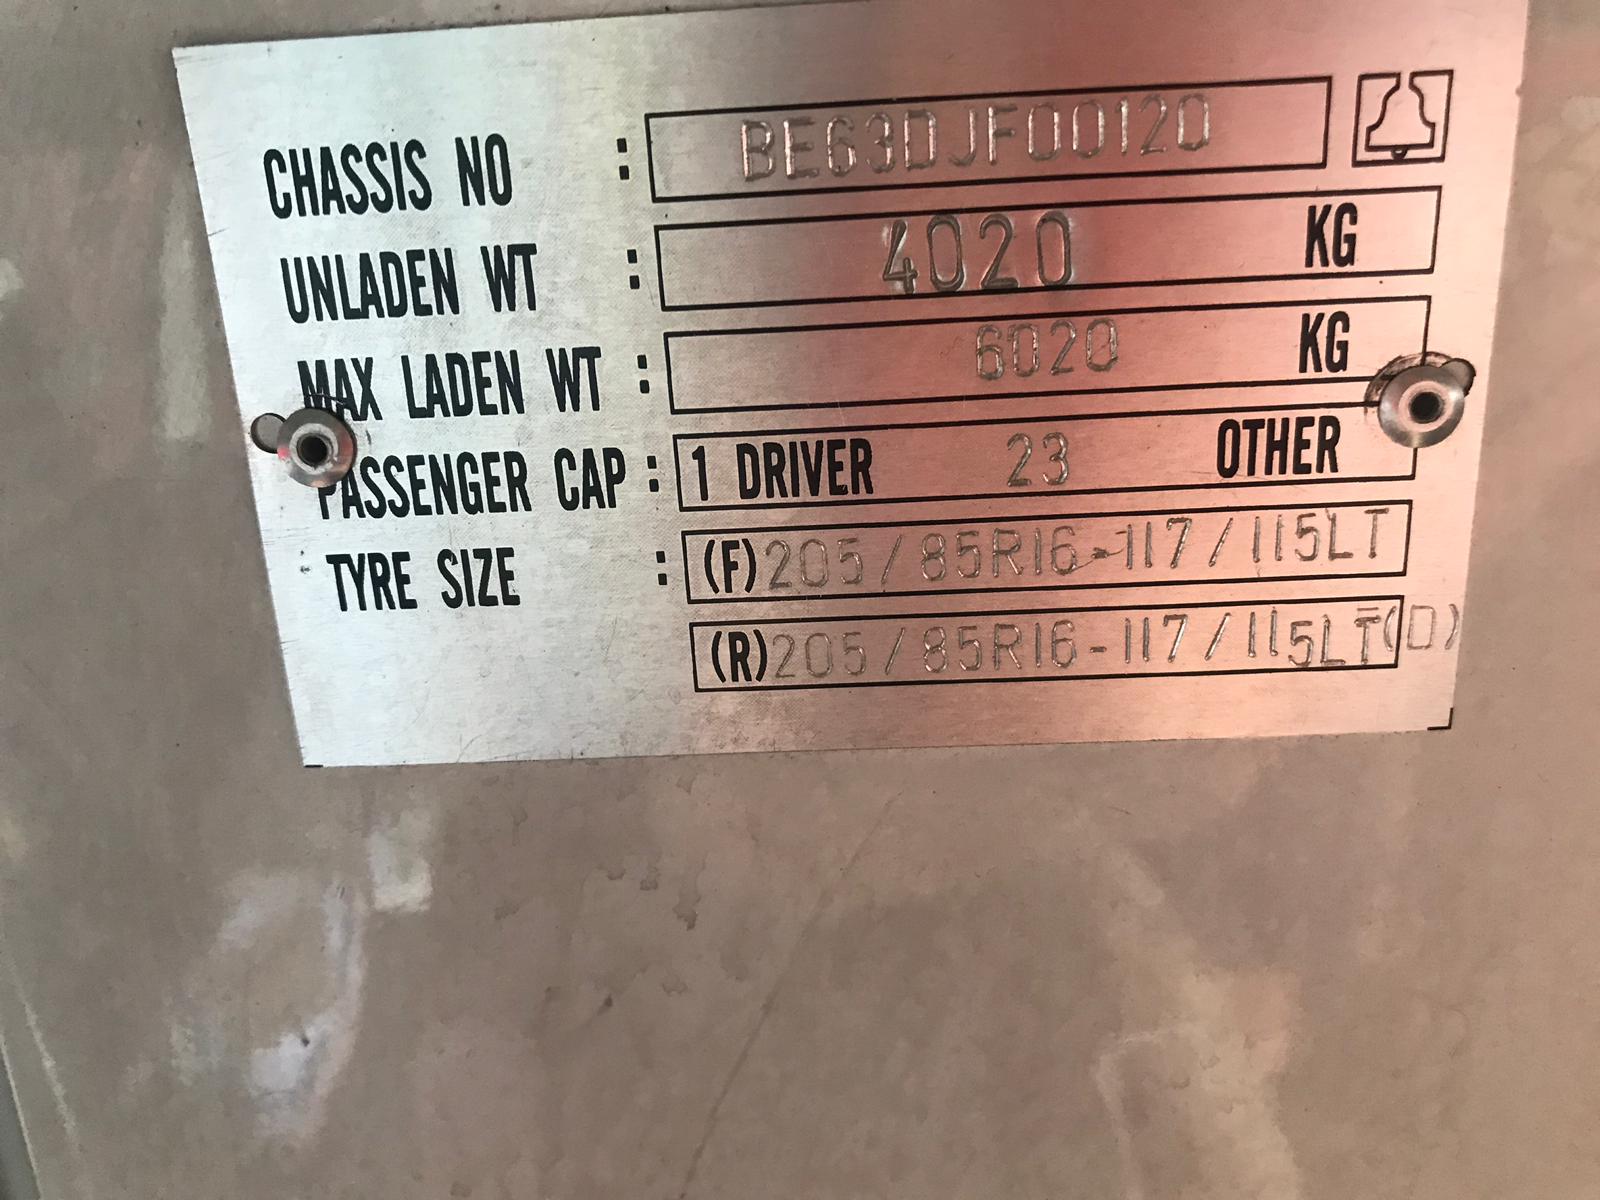 CHASSIS NO : BE63DJF00120
UNLADEN WT : 4020 KG
MAX LADEN WT : 6020 KG
PASSENGER CAP : 1 DRIVER 23 OTHER
TYRE SIZE : (F) 205/85R16-117/115LT
(R) 205/85R16-117/115LT(D)